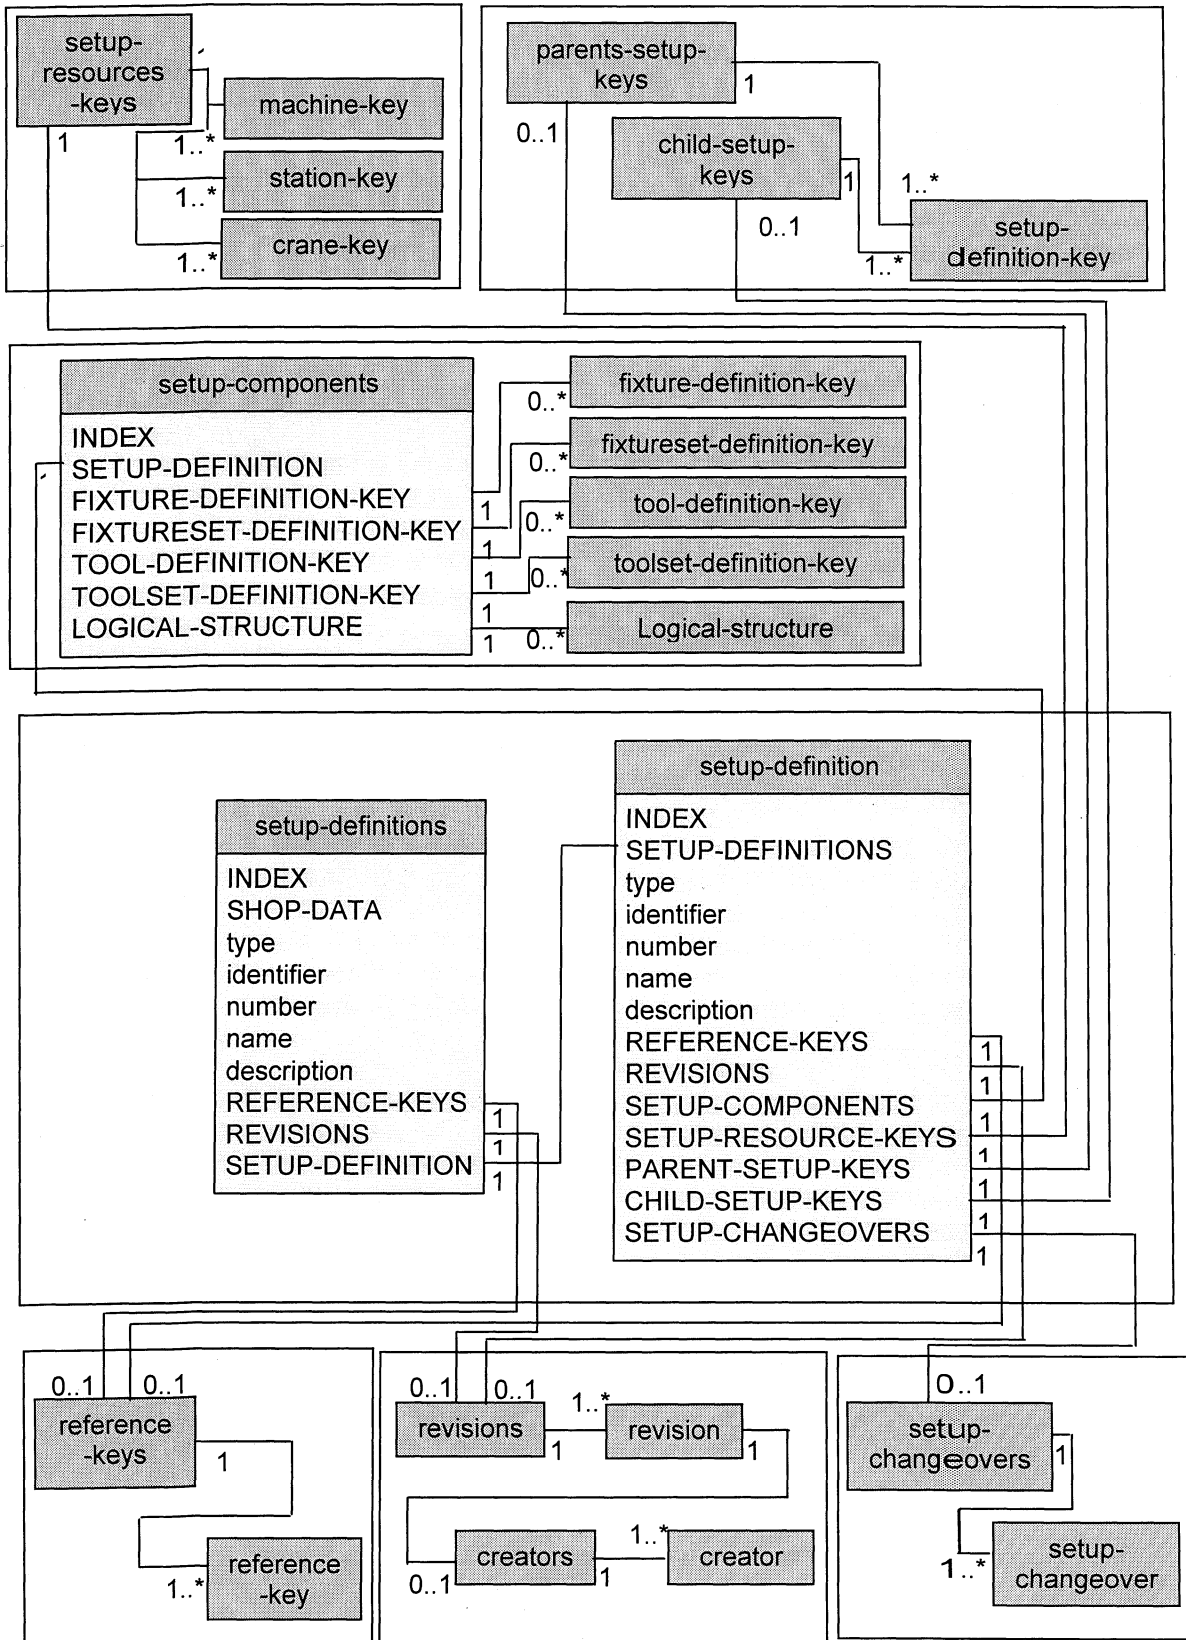 setup-
resources
-keys
1
machine-key
1..*
station-key
1..*
crane-key
1..*
parents-setup-
keys
1
0..1
child-setup-
keys
1
0..1
1..*
setup-
definition-key
1..*
setup-components
INDEX
SETUP-DEFINITION
FIXTURE-DEFINITION-KEY
FIXTURESET-DEFINITION-KEY
TOOL-DEFINITION-KEY
TOOLSET-DEFINITION-KEY
LOGICAL-STRUCTURE
1
1
1
1
1
0..*
0..*
0..*
0..*
0..*
fixture-definition-key
fixtureset-definition-key
tool-definition-key
toolset-definition-key
Logical-structure
setup-definitions
INDEX
SHOP-DATA
type
identifier
number
name
description
REFERENCE-KEYS
REVISIONS
SETUP-DEFINITION
1
1
1
setup-definition
INDEX
SETUP-DEFINITIONS
type
identifier
number
name
description
REFERENCE-KEYS
REVISIONS
SETUP-COMPONENTS
SETUP-RESOURCE-KEYS
PARENT-SETUP-KEYS
CHILD-SETUP-KEYS
SETUP-CHANGEOVERS
1
1
1
1
1
1
1
0..1
0..1
reference
-keys
1
1..*
reference
-key
0..1
0..1
revisions
1
1..*
revision
1
0..1
creators
1
1..*
creator
0..1
setup-
changeovers
1
1..*
setup-
changeover